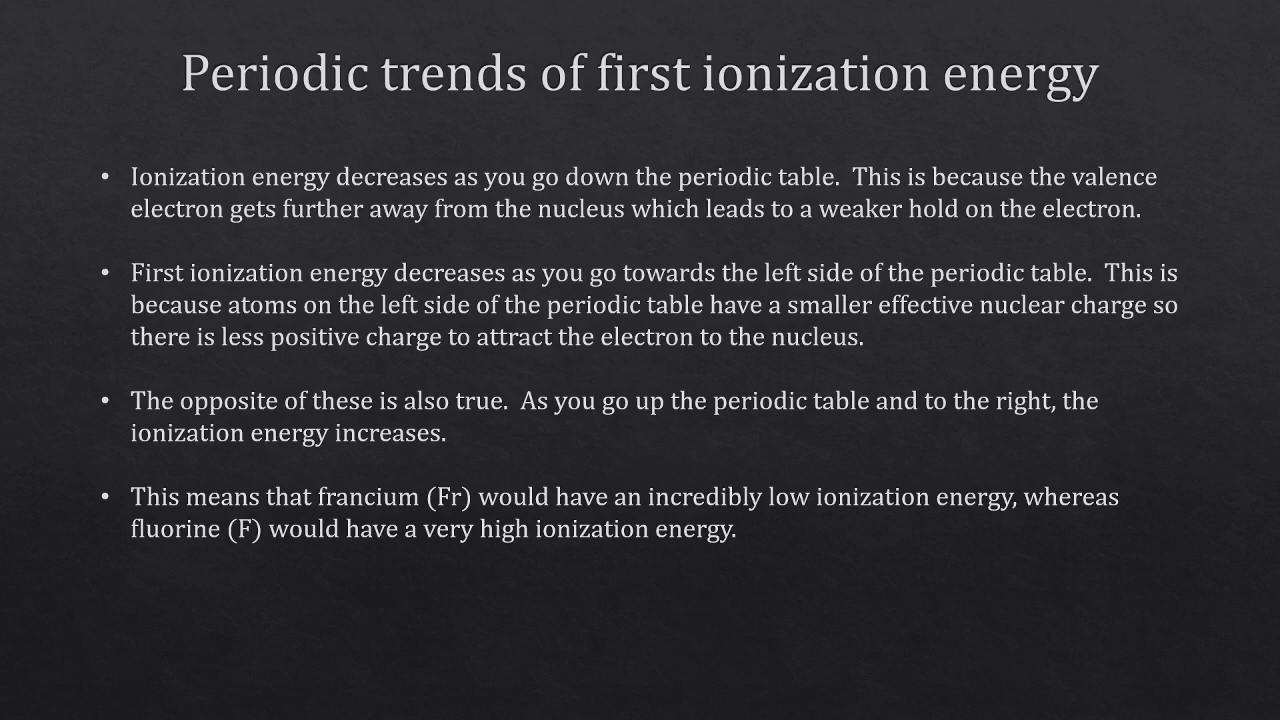 Periodic trends of first ionization energy
• Ionization energy decreases as you go down the periodic table.  This is because the valence
electron gets further away from the nucleus which leads to a weaker hold on the electron.
• First ionization energy decreases as you go towards the left side of the periodic table.  This is
because atoms on the left side of the periodic table have a smaller effective nuclear charge so
there is less positive charge to attract the electron to the nucleus.
• The opposite of these is also true.  As you go up the periodic table and to the right, the
ionization energy increases.
• This means that francium (Fr) would have an incredibly low ionization energy, whereas
fluorine (F) would have a very high ionization energy.